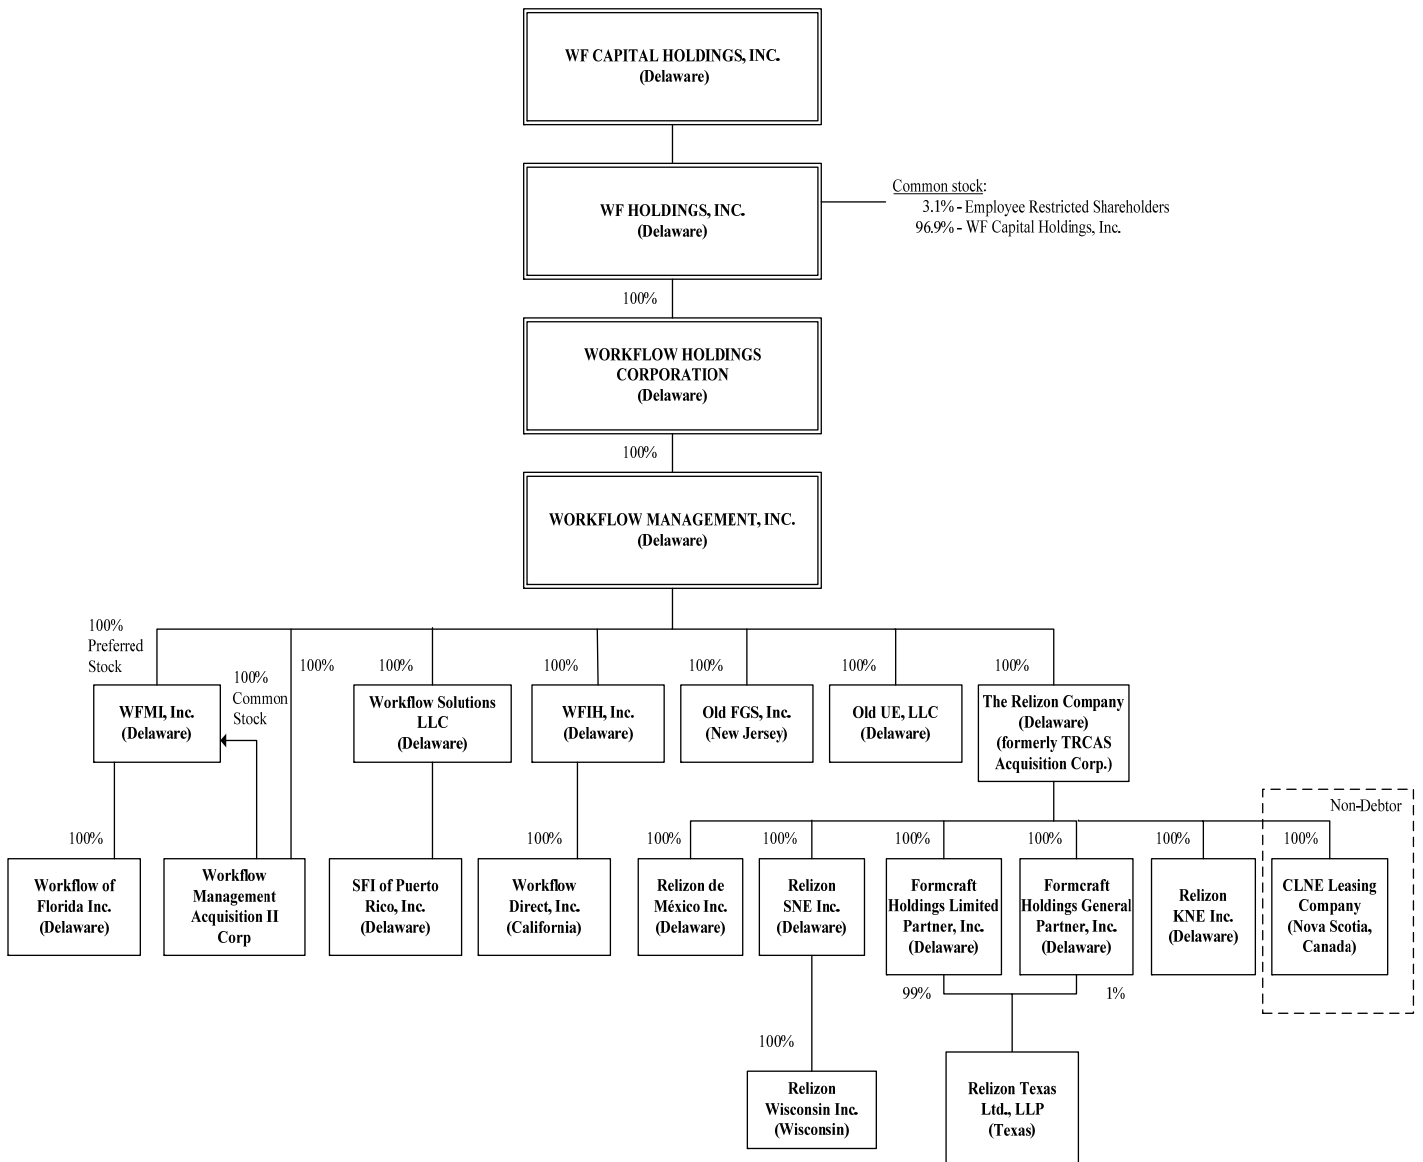 WF CAPITAL HOLDINGS, INC.
(Delaware)
WF HOLDINGS, INC.
(Delaware)
Common stock:
3.1% - Employee Restricted Shareholders
96.9% - WF Capital Holdings, Inc.
100%
WORKFLOW HOLDINGS
CORPORATION
(Delaware)
100%
WORKFLOW MANAGEMENT, INC.
(Delaware)
100%
Preferred
Stock
100%
Common
Stock
100%
100%
100%
100%
100%
100%
WFMI, Inc.
(Delaware)
Workflow Solutions
LLC
(Delaware)
WFIH, Inc.
(Delaware)
Old FGS, Inc.
(New Jersey)
Old UE, LLC
(Delaware)
The Relizon Company
(Delaware)
(formerly TRCAS
Acquisition Corp.)
Non-Debtor
100%
100%
100%
100%
100%
100%
100%
100%
100%
Workflow of
Florida Inc.
(Delaware)
Workflow
Management
Acquisition II
Corp
SFI of Puerto
Rico, Inc.
(Delaware)
Workflow
Direct, Inc.
(California)
Relizon de
México Inc.
(Delaware)
Relizon
SNE Inc.
(Delaware)
Formcraft
Holdings Limited
Partner, Inc.
(Delaware)
Formcraft
Holdings General
Partner, Inc.
(Delaware)
Relizon
KNE Inc.
(Delaware)
CLNE Leasing
Company
(Nova Scotia,
Canada)
99%
1%
100%
Relizon
Wisconsin Inc.
(Wisconsin)
Relizon Texas
Ltd., LLP
(Texas)